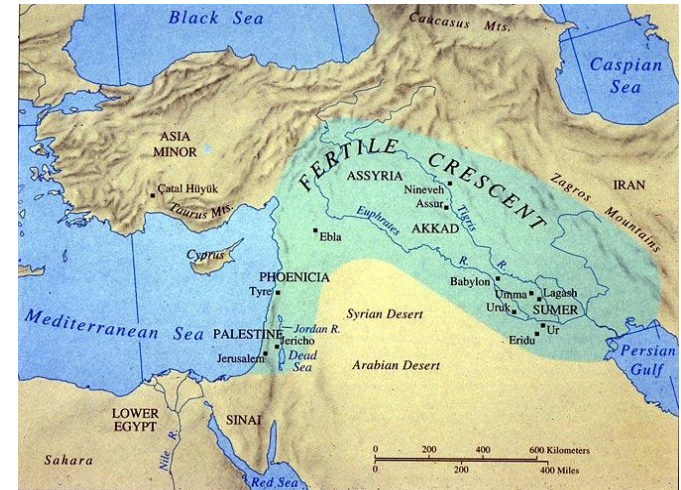 Black Sea
Caucasus Mts.
Caspian
Sea
ASIA
MINOR
FERTILE CRESCENT
ASSYRIA
Nineveh
IRAN
Zagros Mountains
Çatal Hüyük
Taurus Mts.
Assur
Tigris
R.
Euphrates
R.
AKKAD
Cyprus
Ebla
PHOENICIA
Tyre
Babylon
Umma
Lagash
Uruk
SUMER
Ur
Eridu
Mediterranean Sea
Syrian Desert
PALESTINE
Jordan R.
Jericho
Jerusalem
Dead
Sea
Arabian Desert
Persian
Gulf
LOWER
EGYPT
SINAI
Nile R.
Sahara
Red Sea
0 200 400 600 Kilometers
0 200 400 Miles